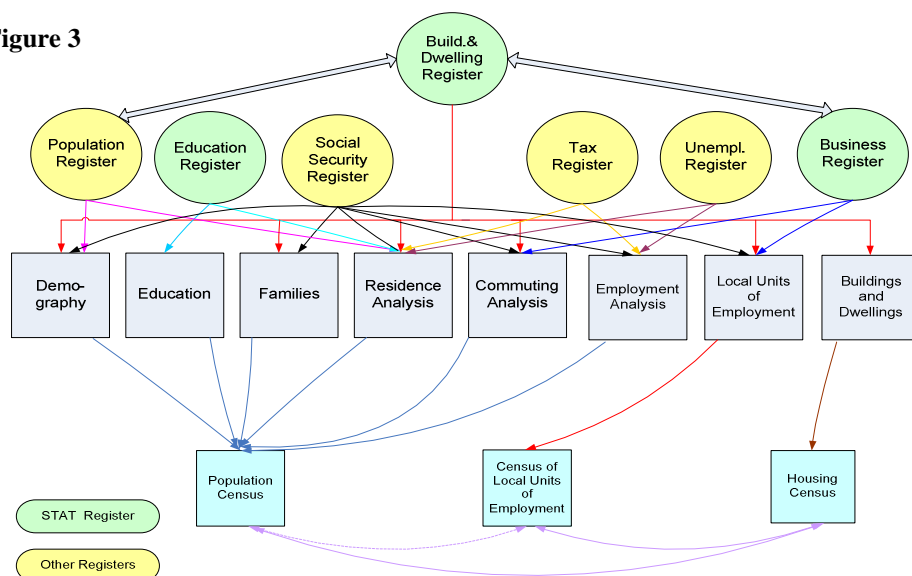 igure 3
Build.&
Dwelling
Register
Population
Register
Education
Register
Social
Security
Register
Tax
Register
Unempl.
Register
Business
Register
Demo-
graphy
Education
Families
Residence
Analysis
Commuting
Analysis
Employment
Analysis
Local Units
of
Employment
Buildings
and
Dwellings
Population
Census
Census of
Local Units
of
Employment
Housing
Census
STAT Register
Other Registers